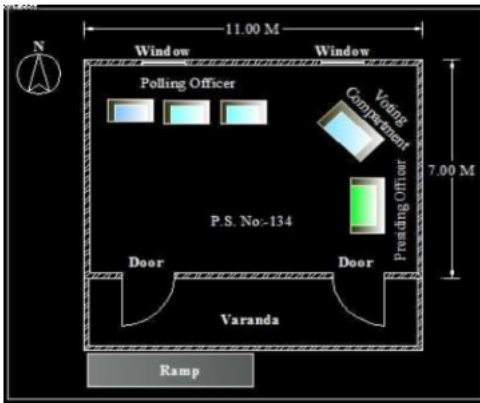 11.00 M
N
Window
Window
Polling Officer
Voting
Compartment
7.00 M
Presiding Officer
P.S. No:-134
Door
Door
Varanda
Ramp